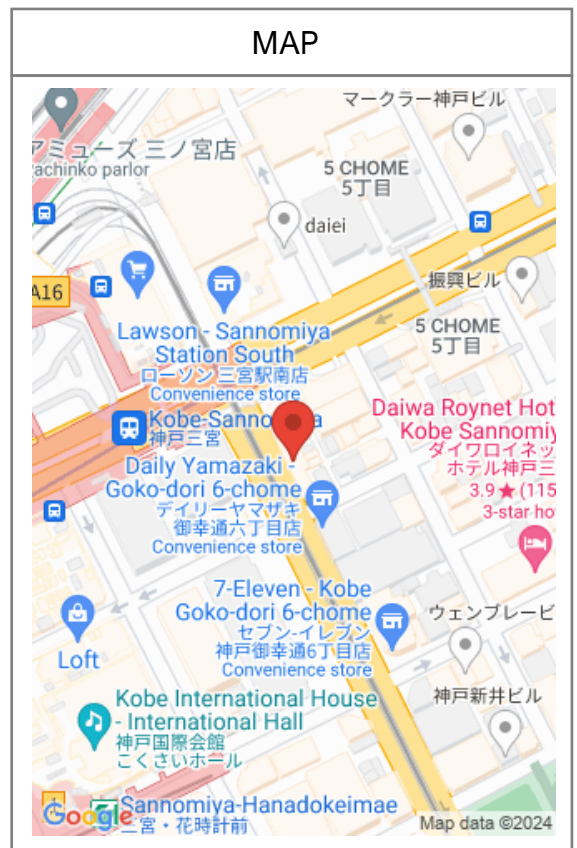 MAP
マークラー神戸ビル
アミューズ 三ノ宮店
achinko parlor
5 CHOME
5丁目
daiei
振興ビル
A16
5 CHOME
5丁目
Lawson - Sannomiya
Station South
ローソン 三宮駅南店
Convenience store
Kobe-Sanno a
神戸三宮
Daiwa Roynet Hot
Kobe Sannomiy
ダイワロイネッ
ホテル神戸三
3.9★(115
3-star ho
Daily Yamazaki -
Goko-dori 6-chome
デイリーヤマザキ
御幸通六丁目店
Convenience store
7-Eleven - Kobe
Goko-dori 6-chome
セブン-イレブン
神戸御幸通6丁目店
Convenience store
ウェンブレービ
Loft
Kobe International House
- International Hall
神戸国際会館
こくさいホール
神戸新井ビル
Sannomiya-Hanadokeimae
三宮・花時計前
Google
Map data ©2024